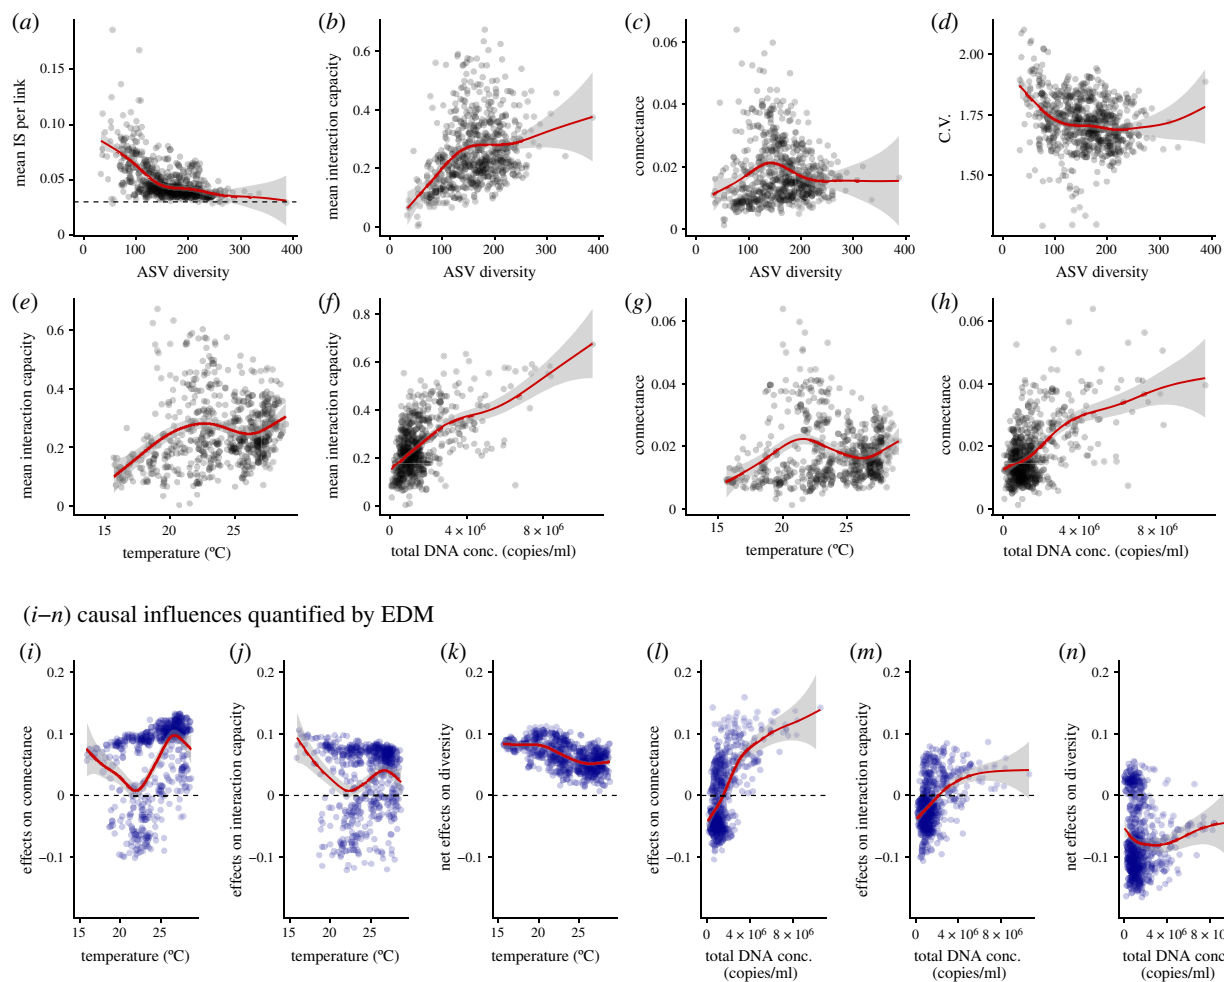 (a)
mean IS per link
0.15
0.10
0.05
0
0 100 200 300 400
ASV diversity
(b)
mean interaction capacity
0.6
0.4
0.2
0
0 100 200 300 400
ASV diversity
(c)
connectance
0.06
0.04
0.02
0
0 100 200 300 400
ASV diversity
(d)
C.V.
2.00
1.75
1.50
0 100 200 300 400
ASV diversity
(e)
mean interaction capacity
0.6
0.4
0.2
0
15 20 25
temperature (ºC)
(f)
mean interaction capacity
0.8
0.6
0.4
0.2
0
0 4 × 10⁶ 8 × 10⁶
total DNA conc. (copies/ml)
(g)
connectance
0.06
0.04
0.02
0
15 20 25
temperature (ºC)
(h)
connectance
0.06
0.04
0.02
0
0 4 × 10⁶ 8 × 10⁶
total DNA conc. (copies/ml)
(i–n) causal influences quantified by EDM
(i)
effects on connectance
0.2
0.1
0
−0.1
15 20 25
temperature (ºC)
(j)
effects on interaction capacity
0.2
0.1
0
−0.1
15 20 25
temperature (ºC)
(k)
net effects on diversity
0.2
0.1
0
−0.1
15 20 25
temperature (ºC)
(l)
effects on connectance
0.2
0.1
0
−0.1
0 4 × 10⁶ 8 × 10⁶
total DNA conc.
(copies/ml)
(m)
effects on interaction capacity
0.2
0.1
0
−0.1
0 4 × 10⁶ 8 × 10⁶
total DNA conc.
(copies/ml)
(n)
net effects on diversity
0.2
0.1
0
−0.1
0 4 × 10⁶ 8 × 10
total DNA conc
(copies/ml)